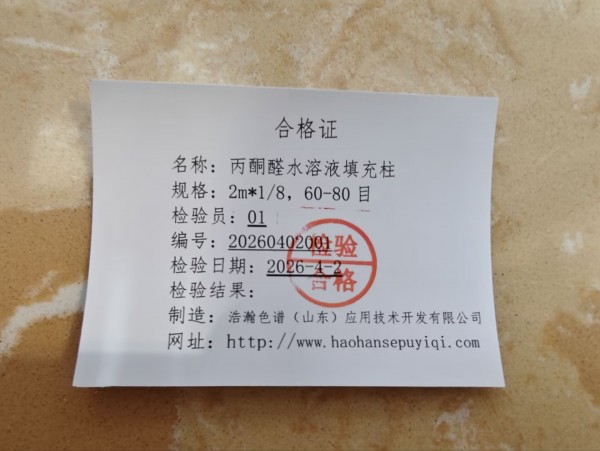 合格证
名称：丙酮醛水溶液填充柱
规格：2m*1/8，60-80 目
检验员：01
编号：20260402001
检验日期：2026-4-2
检验结果：
检验
合格
制造：浩瀚色谱（山东）应用技术开发有限公司
网址：http://www.haohansepuyiqi.com